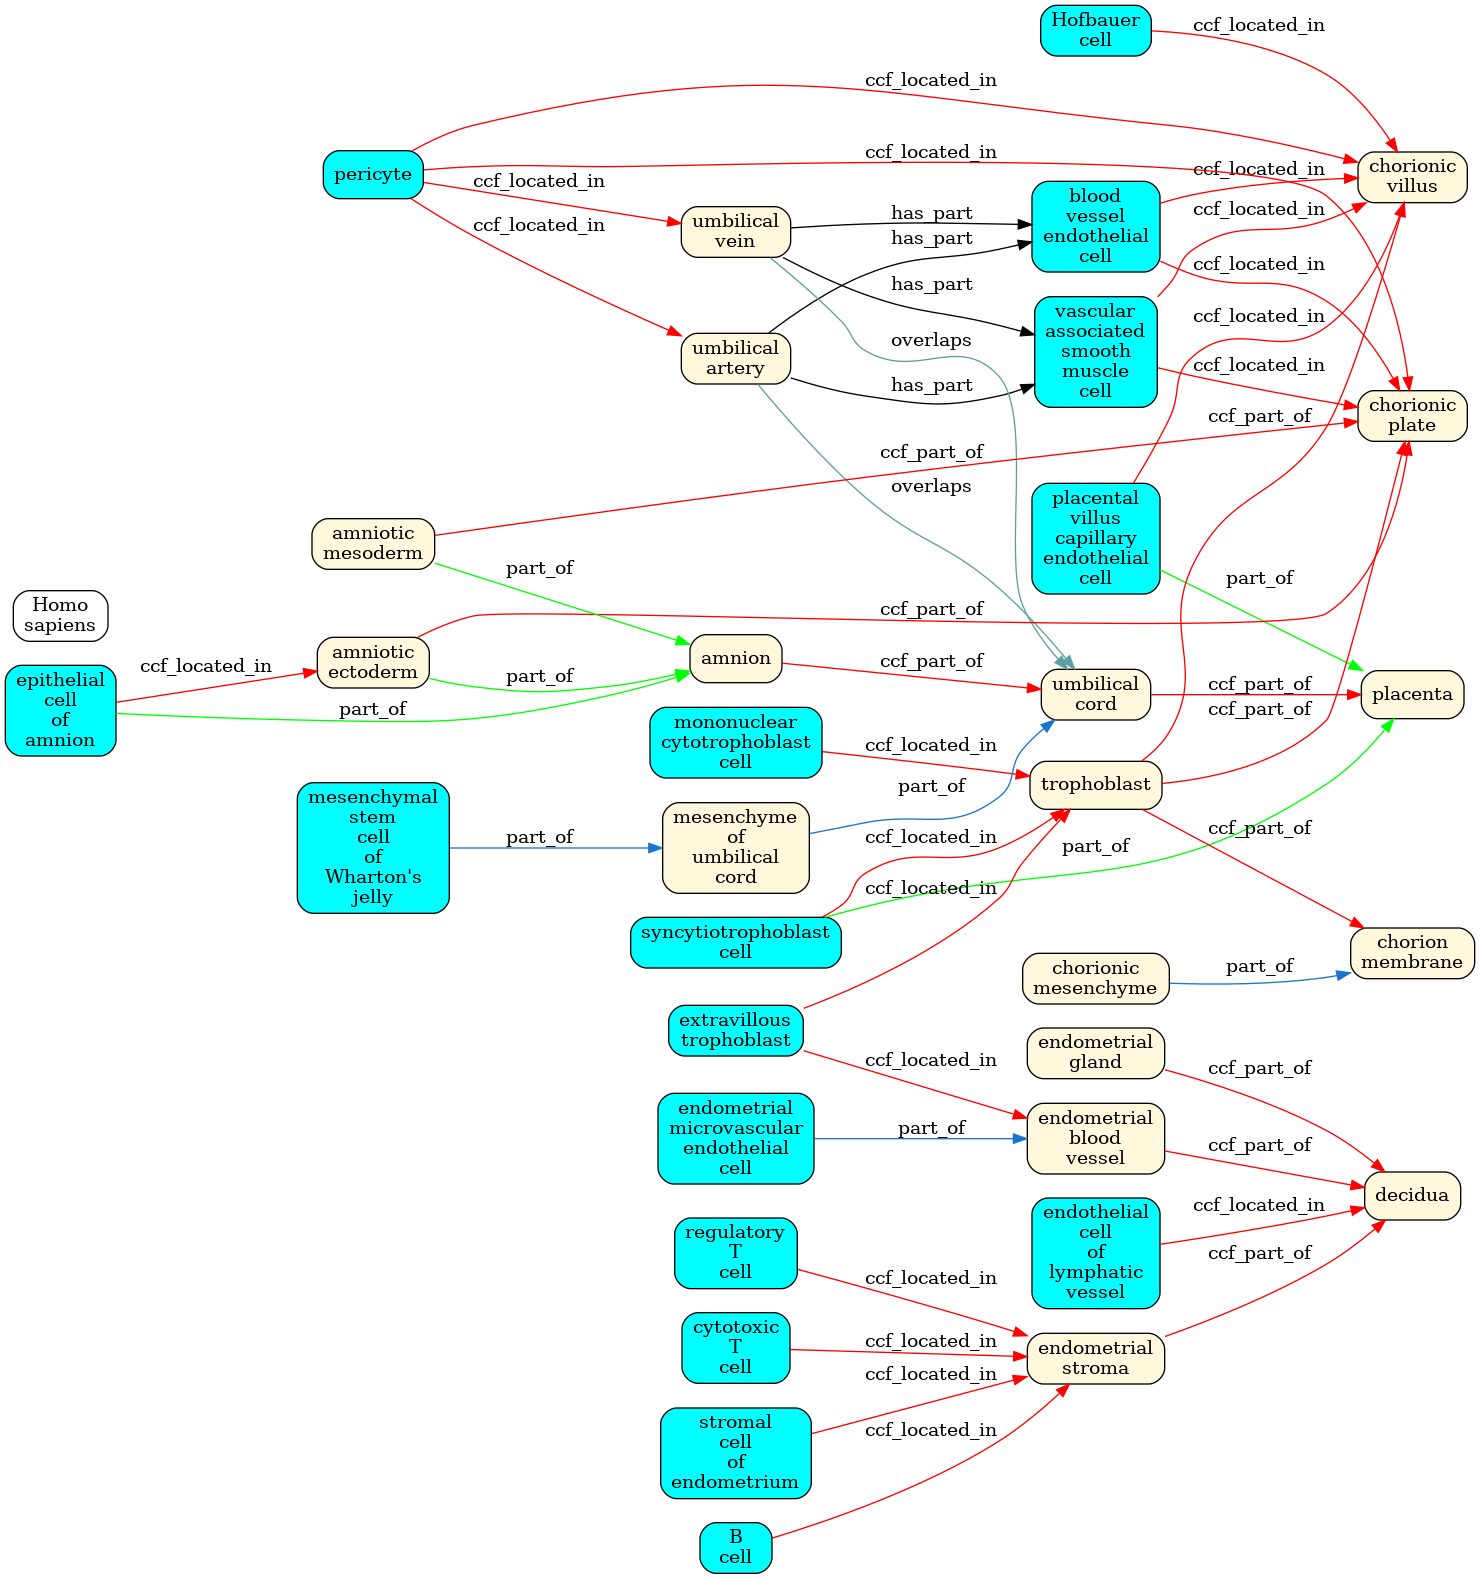 Hofbauer
cell
ccf_located_in
ccf_located_in
pericyte
ccf_located_in
ccf_located_in
ccf_located_in
umbilical
vein
has_part
has_part
has_part
overlaps
umbilical
artery
has_part
overlaps
blood
vessel
endothelial
cell
ccf_located_in
ccf_located_in
chorionic
villus
vascular
associated
smooth
muscle
cell
ccf_located_in
ccf_located_in
ccf_located_in
chorionic
plate
placental
villus
capillary
endothelial
cell
part_of
amniotic
mesoderm
ccf_part_of
ccf_part_of
part_of
Homo
sapiens
epithelial
cell
of
amnion
ccf_located_in
part_of
amniotic
ectoderm
ccf_part_of
part_of
amnion
ccf_part_of
umbilical
cord
ccf_part_of
ccf_part_of
placenta
mononuclear
cytotrophoblast
cell
ccf_located_in
trophoblast
ccf_part_of
mesenchymal
stem
cell
of
Wharton's
jelly
part_of
mesenchyme
of
umbilical
cord
part_of
ccf_located_in
part_of
ccf_located_in
syncytiotrophoblast
cell
chorionic
mesenchyme
part_of
chorion
membrane
extravillous
trophoblast
ccf_located_in
endometrial
gland
ccf_part_of
endometrial
microvascular
endothelial
cell
part_of
endometrial
blood
vessel
ccf_part_of
decidua
endothelial
cell
of
lymphatic
vessel
ccf_located_in
ccf_part_of
regulatory
T
cell
ccf_located_in
cytotoxic
T
cell
ccf_located_in
ccf_located_in
endometrial
stroma
stromal
cell
of
endometrium
ccf_located_in
B
cell